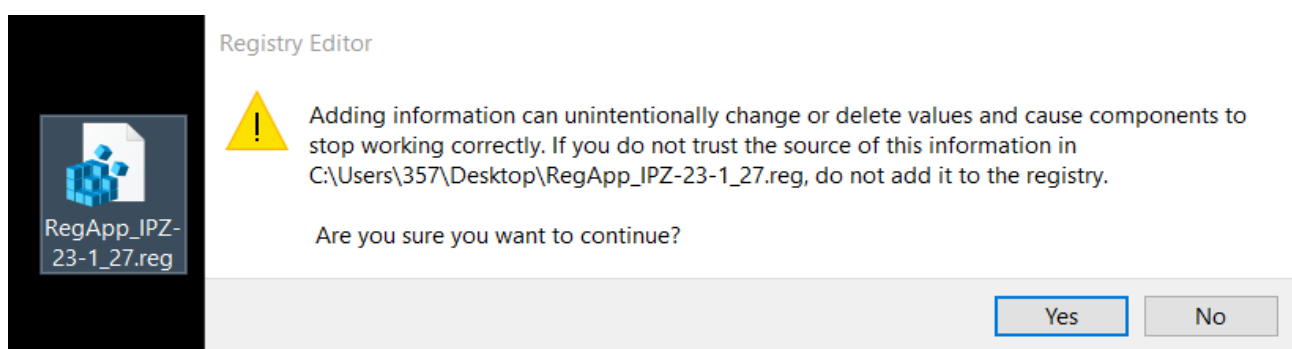 RegApp_IPZ-
23-1_27.reg
Registry Editor
Adding information can unintentionally change or delete values and cause components to
stop working correctly. If you do not trust the source of this information in
C:\Users\357\Desktop\RegApp_IPZ-23-1_27.reg, do not add it to the registry.
Are you sure you want to continue?
Yes No